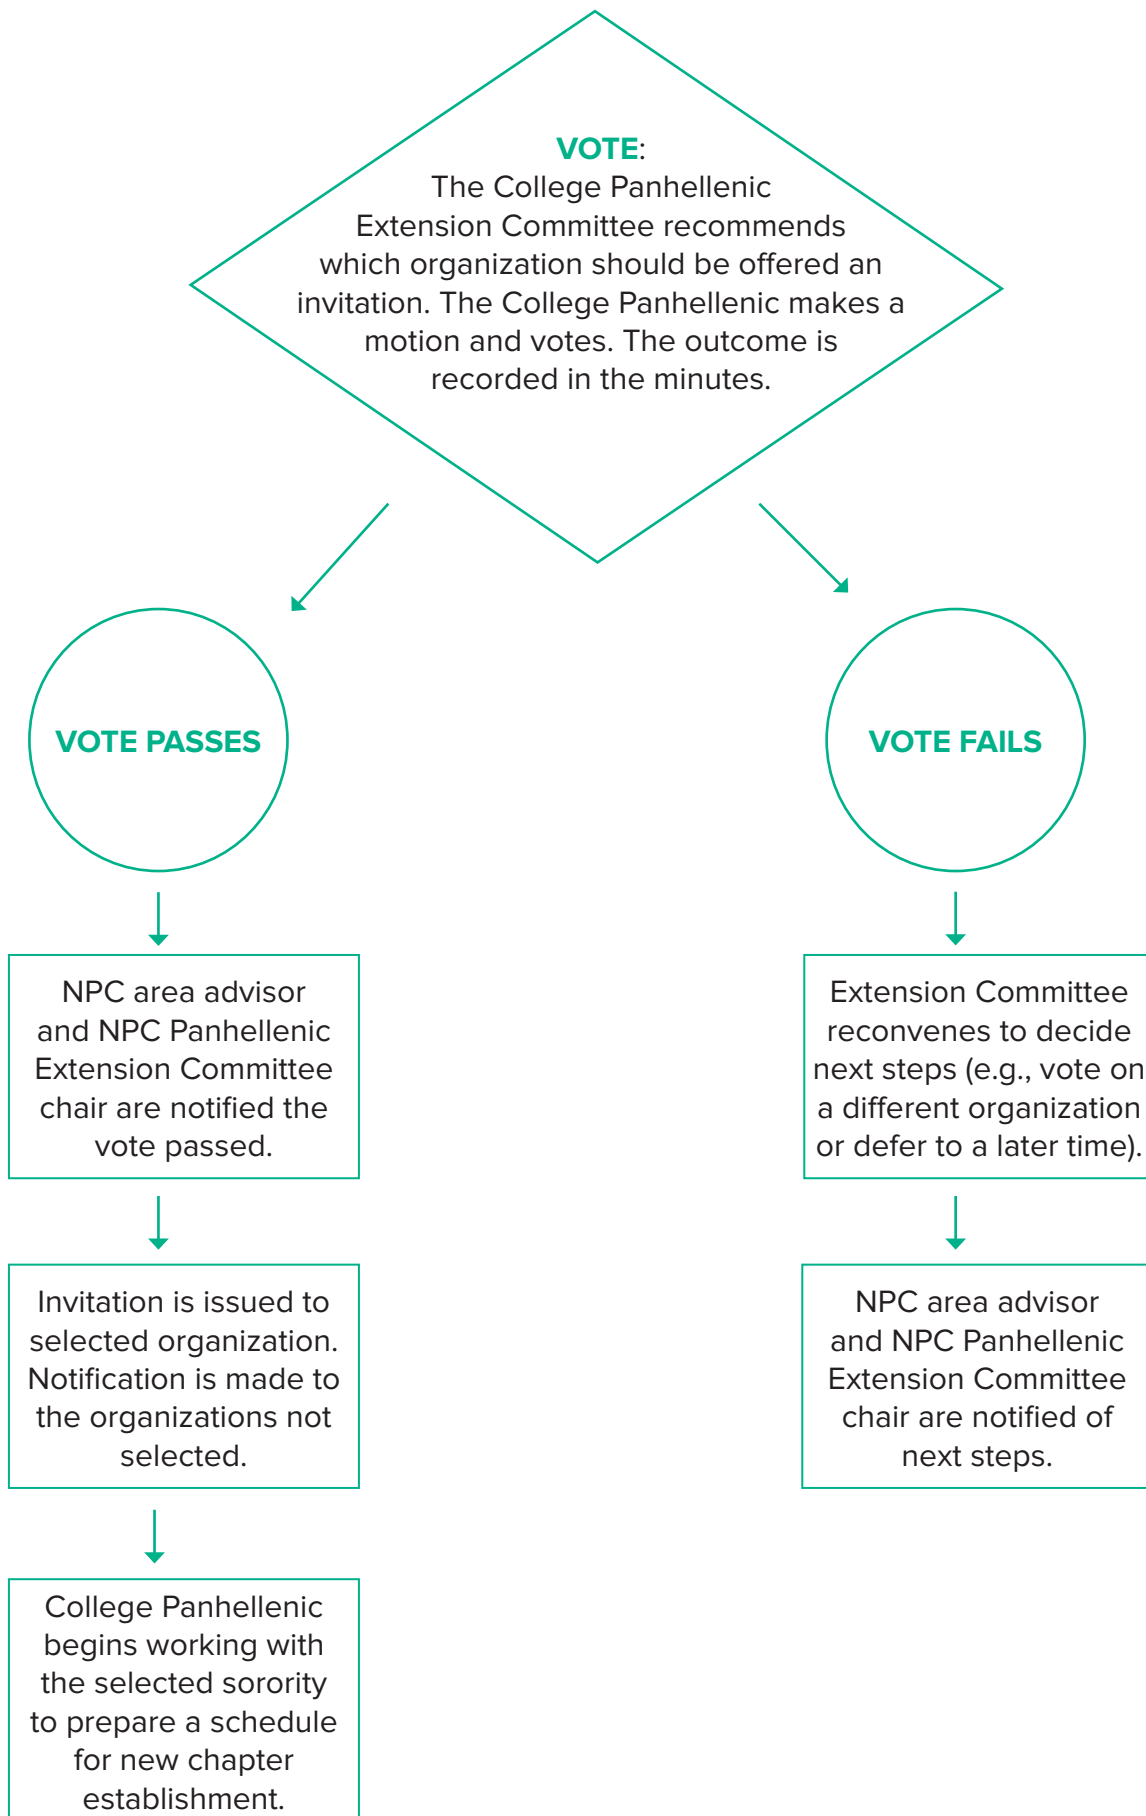 VOTE:
The College Panhellenic
Extension Committee recommends
which organization should be offered an
invitation. The College Panhellenic makes a
motion and votes. The outcome is
recorded in the minutes.
VOTE PASSES
VOTE FAILS
NPC area advisor
and NPC Panhellenic
Extension Committee
chair are notified the
vote passed.
Extension Committee
reconvenes to decide
next steps (e.g., vote on
a different organization
or defer to a later time).
Invitation is issued to
selected organization.
Notification is made to
the organizations not
selected.
NPC area advisor
and NPC Panhellenic
Extension Committee
chair are notified of
next steps.
College Panhellenic
begins working with
the selected sorority
to prepare a schedule
for new chapter
establishment.